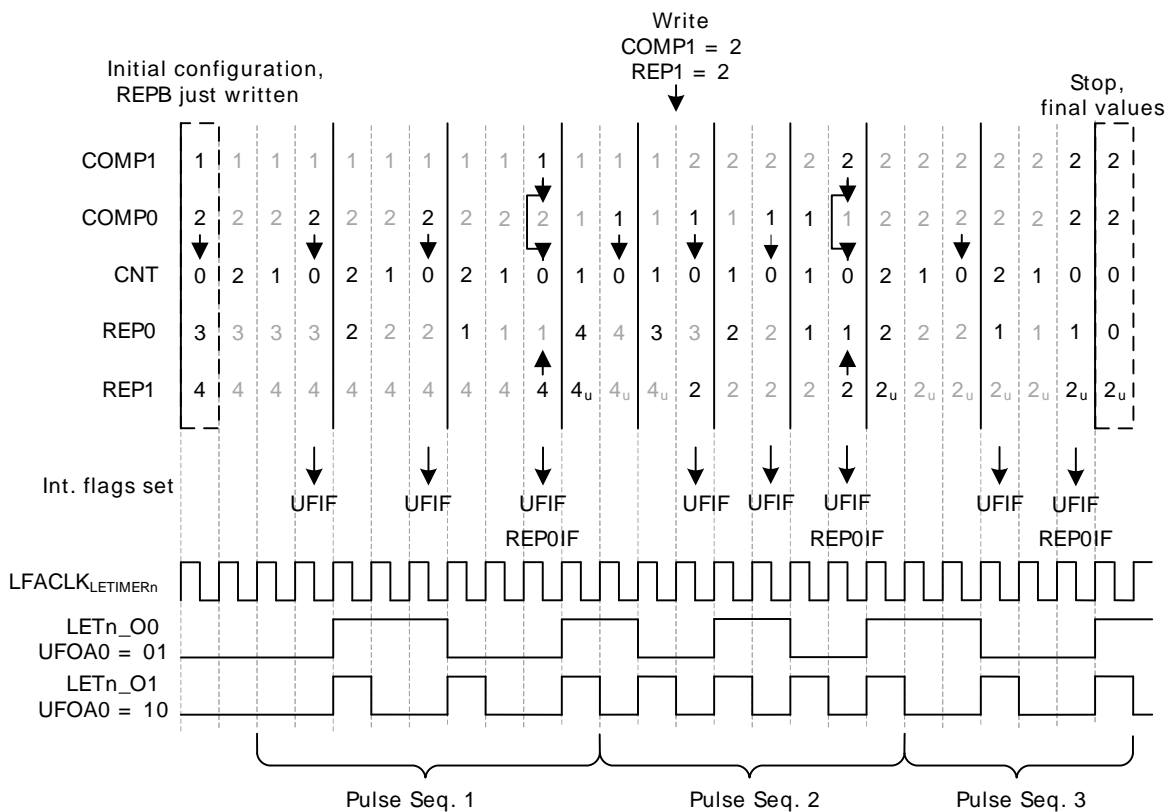 Write
COMP1 = 2
REP1 = 2
Initial configuration,
REPB just written
Stop,
final values
COMP1 1 1 1 1 1 1 1 1 1 1 1 1 1 2 2 2 2 2 2 2 2 2 2 2 2
COMP0 2 2 2 2 2 2 2 2 2 2 1 1 1 1 1 1 1 1 2 2 2 2 2 2 2
CNT 0 2 1 0 2 1 0 2 1 0 1 0 1 0 1 0 1 0 2 1 0 2 1 0 0
REP0 3 3 3 3 2 2 2 1 1 1 4 4 3 3 2 2 1 1 2 2 2 1 1 1 0
REP1 4 4 4 4 4 4 4 4 4 4 4u 4u 4u 2 2 2 2 2 2u 2u 2u 2u 2u 2u 2u
Int. flags set
UFIF UFIF UFIF UFIF UFIF UFIF UFIF UFIF
REP0IF REP0IF REP0IF
LFACLKLETIMERn
LETn_O0
UFOA0 = 01
LETn_O1
UFOA0 = 10
Pulse Seq. 1 Pulse Seq. 2 Pulse Seq. 3